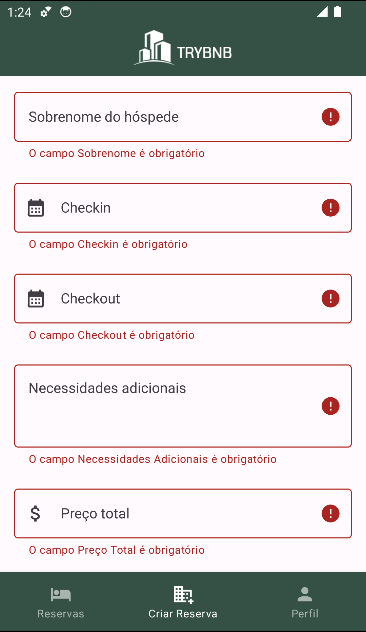 1:24
TRYBNB
Sobrenome do hóspede
O campo Sobrenome é obrigatório
Checkin
O campo Checkin é obrigatório
Checkout
O campo Checkout é obrigatório
Necessidades adicionais
O campo Necessidades Adicionais é obrigatório
Preço total
O campo Preço Total é obrigatório
Reservas
Criar Reserva
Perfil